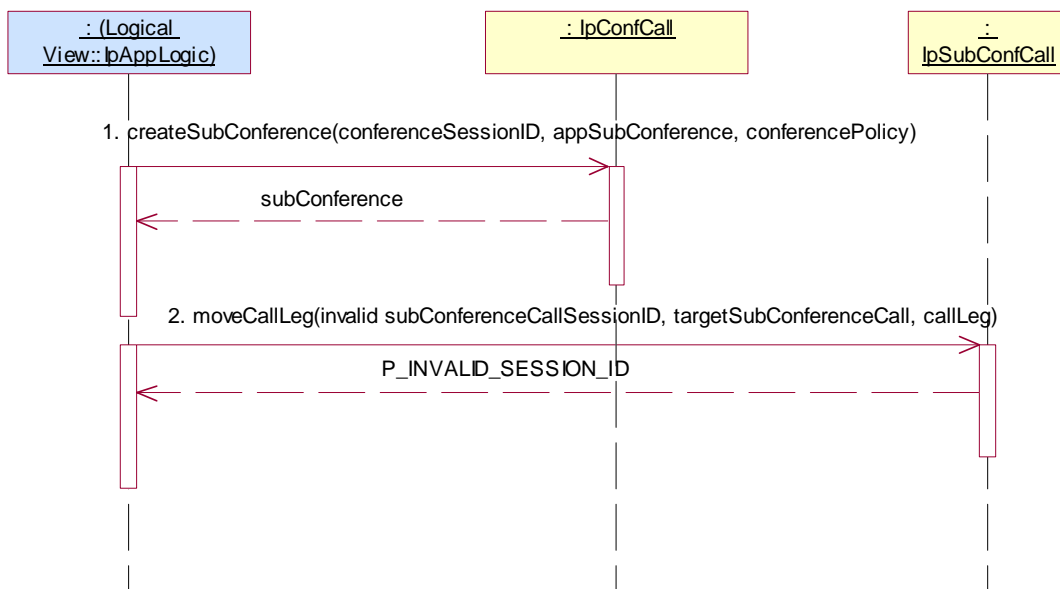 : (Logical
View::IpAppLogic)
: IpConfCall
:
IpSubConfCall
1. createSubConference(conferenceSessionID, appSubConference, conferencePolicy)
subConference
2. moveCallLeg(invalid subConferenceCallSessionID, targetSubConferenceCall, callLeg)
P_INVALID_SESSION_ID